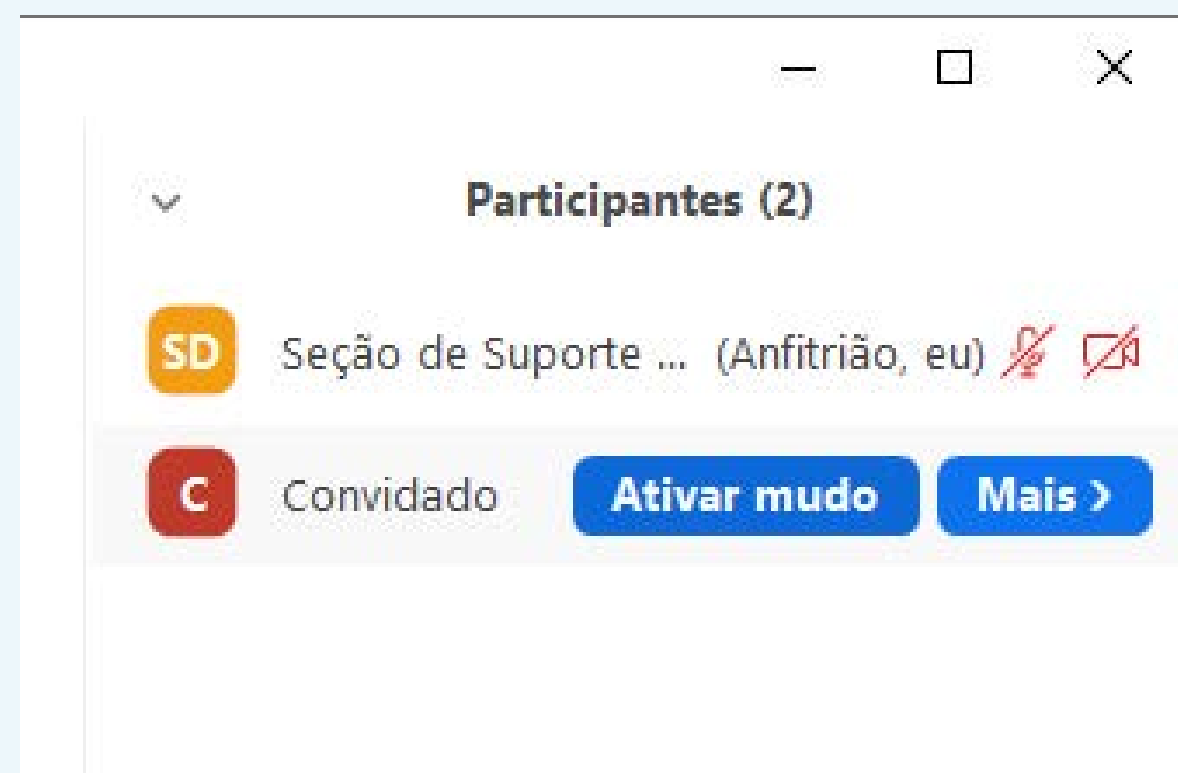 Participantes (2)
SD Seção de Suporte ... (Anfitrião, eu)
C Convidado Ativar mudo Mais >